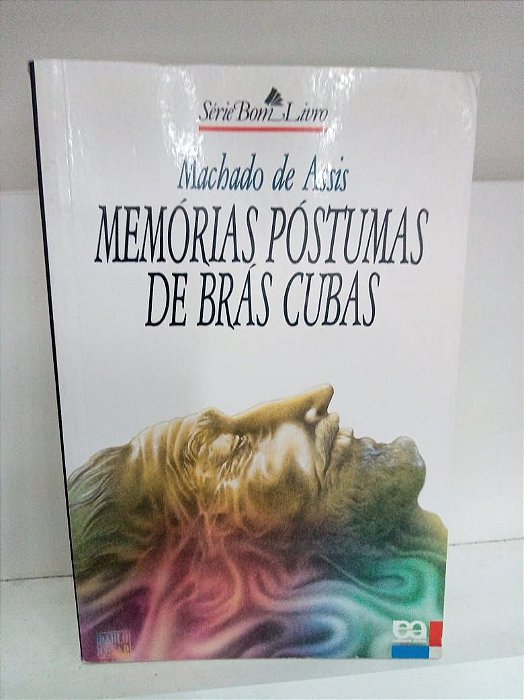 Série Bom Livro
Machado de Assis
MEMÓRIAS PÓSTUMAS
DE BRÁS CUBAS